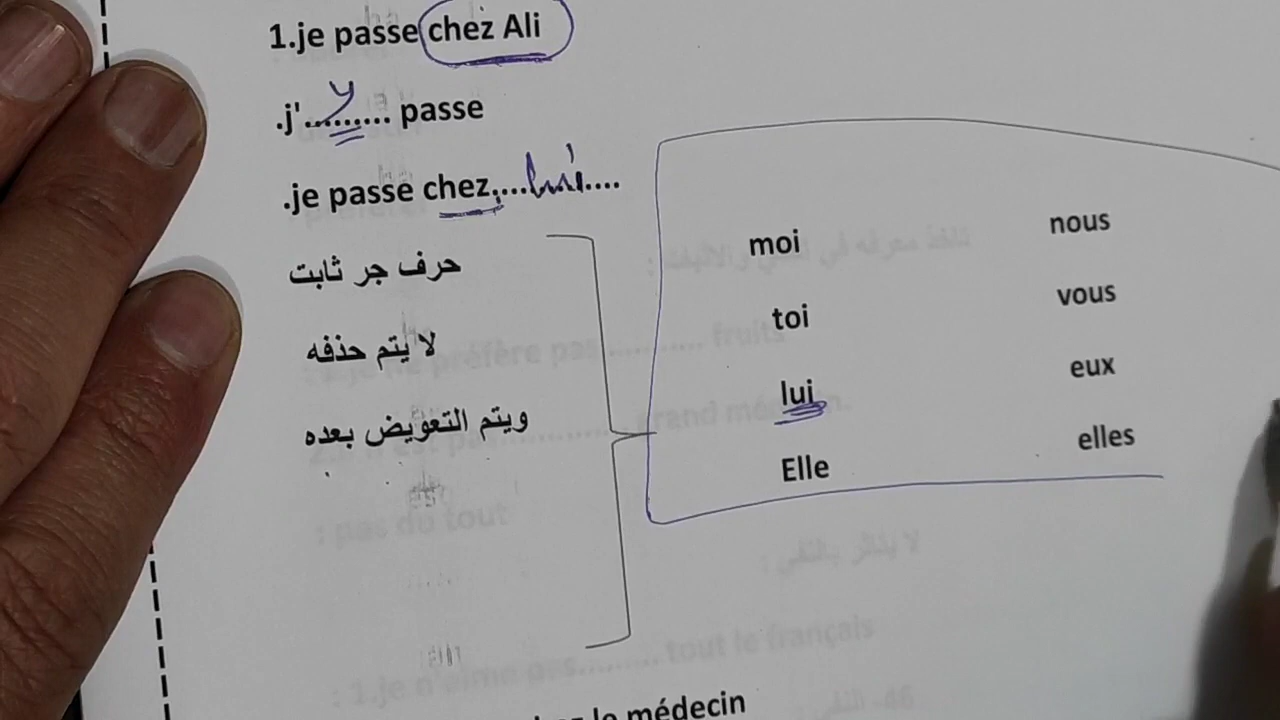 1.je passe chez Ali
.j'....y..... passe
.je passe chez....lui....
حرف جر ثابت
لا يتم حذفه
ويتم التعويض بعده
moi nous
toi vous
lui eux
Elle elles
le médecin